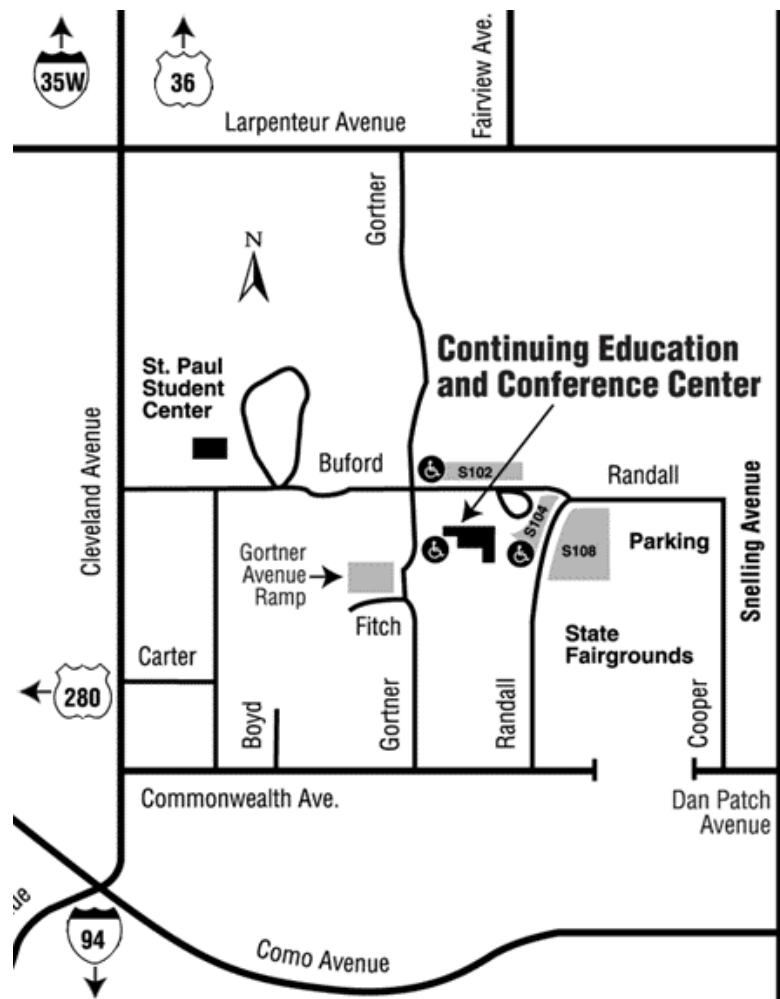 35W
36
Fairview Ave.
Larpenteur Avenue
Gortner
N
Continuing Education
and Conference Center
St. Paul
Student
Center
Cleveland Avenue
Buford
S102
Randall
S104
S108
Parking
Snelling Avenue
Gortner
Avenue
Ramp
Fitch
State
Fairgrounds
Carter
280
Boyd
Gortner
Randall
Cooper
Commonwealth Ave.
Dan Patch
Avenue
ue
94
Como Avenue